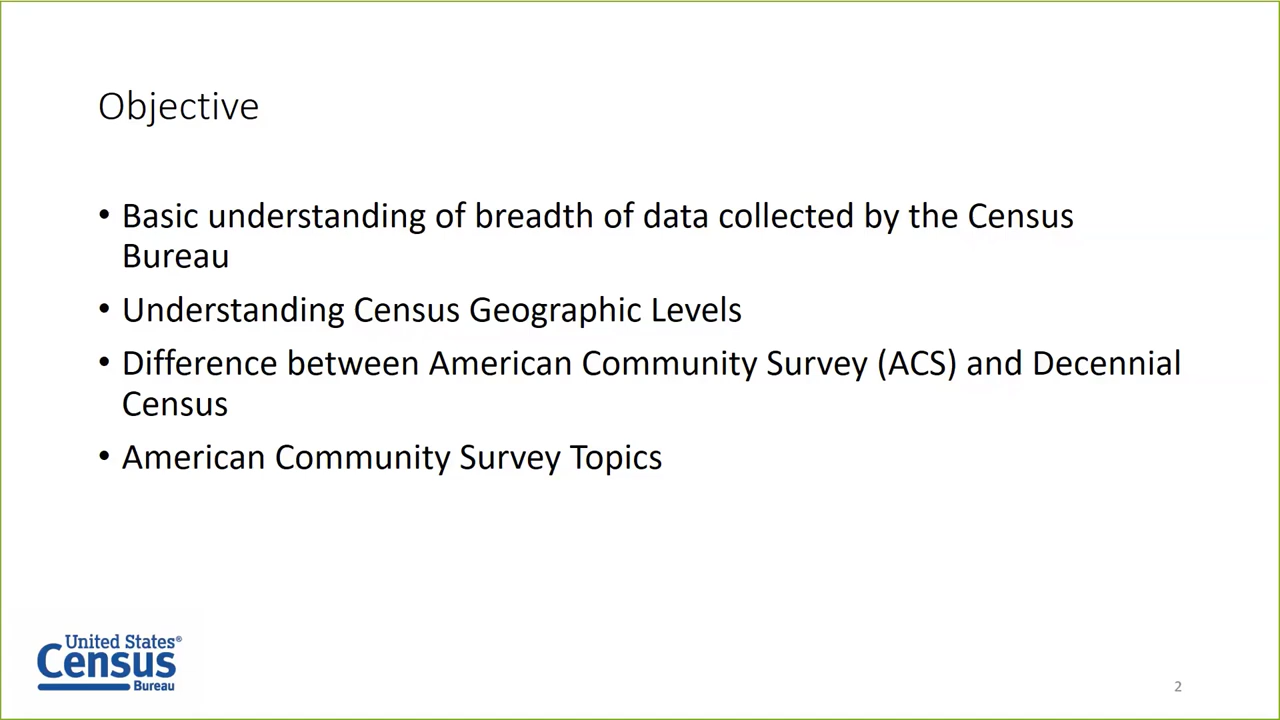 Objective
• Basic understanding of breadth of data collected by the Census
Bureau
• Understanding Census Geographic Levels
• Difference between American Community Survey (ACS) and Decennial
Census
• American Community Survey Topics
United States®
Census
Bureau
2